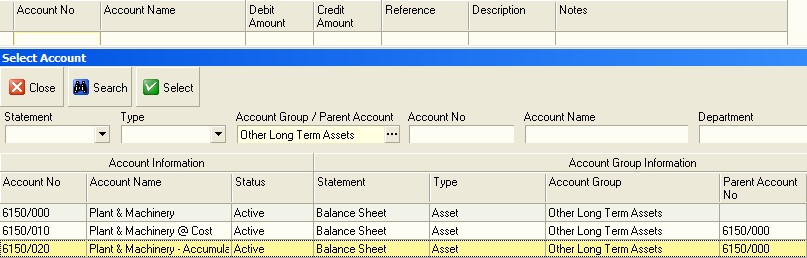 Account No Account Name Debit Amount Credit Amount Reference Description Notes
Select Account
Close Search Select
Statement Type Account Group / Parent Account Account No Account Name Department
Other Long Term Assets ...
Account Information Account Group Information
Account No Account Name Status Statement Type Account Group Parent Account No
6150/000 Plant & Machinery Active Balance Sheet Asset Other Long Term Assets
6150/010 Plant & Machinery @ Cost Active Balance Sheet Asset Other Long Term Assets 6150/000
6150/020 Plant & Machinery - Accumula Active Balance Sheet Asset Other Long Term Assets 6150/000